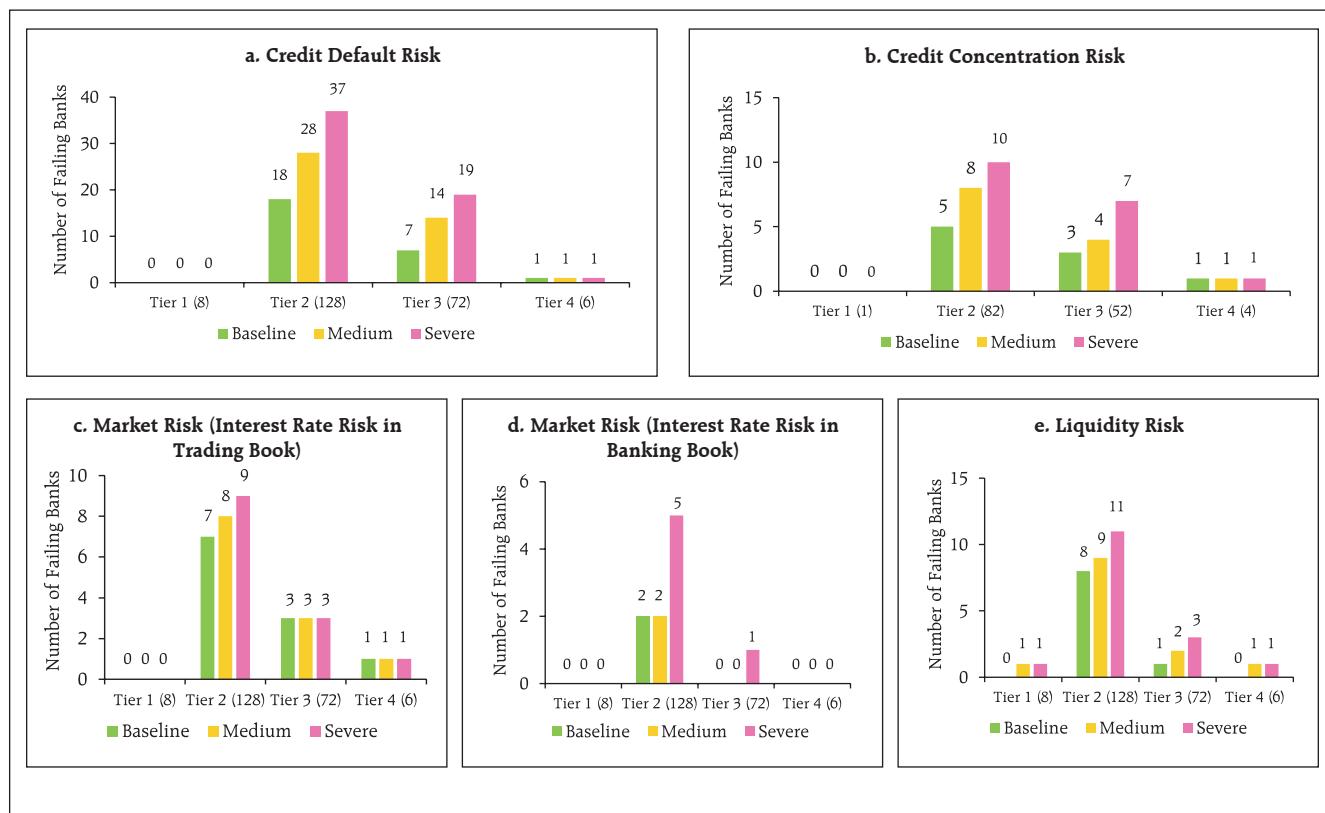 a. Credit Default Risk
Number of Failing Banks
40
30
20
10
0
0 0 0
18 28 37
7 14 19
1 1 1
Tier 1 (8) Tier 2 (128) Tier 3 (72) Tier 4 (6)
Baseline Medium Severe
b. Credit Concentration Risk
Number of Failing Banks
15
10
5
0
0 0 0
5 8 10
3 4 7
1 1 1
Tier 1 (1) Tier 2 (82) Tier 3 (52) Tier 4 (4)
Baseline Medium Severe
c. Market Risk (Interest Rate Risk in
Trading Book)
Number of Failing Banks
10
8
6
4
2
0
0 0 0
7 8 9
3 3 3
1 1 1
Tier 1 (8) Tier 2 (128) Tier 3 (72) Tier 4 (6)
Baseline Medium Severe
d. Market Risk (Interest Rate Risk in
Banking Book)
Number of Failing Banks
6
4
2
0
0 0 0
2 2 5
0 0 1
0 0 0
Tier 1 (8) Tier 2 (128) Tier 3 (72) Tier 4 (6)
Baseline Medium Severe
e. Liquidity Risk
Number of Failing Banks
15
10
5
0
0 1 1
8 9 11
1 2 3
0 1 1
Tier 1 (8) Tier 2 (128) Tier 3 (72) Tier 4 (6)
Baseline Medium Severe